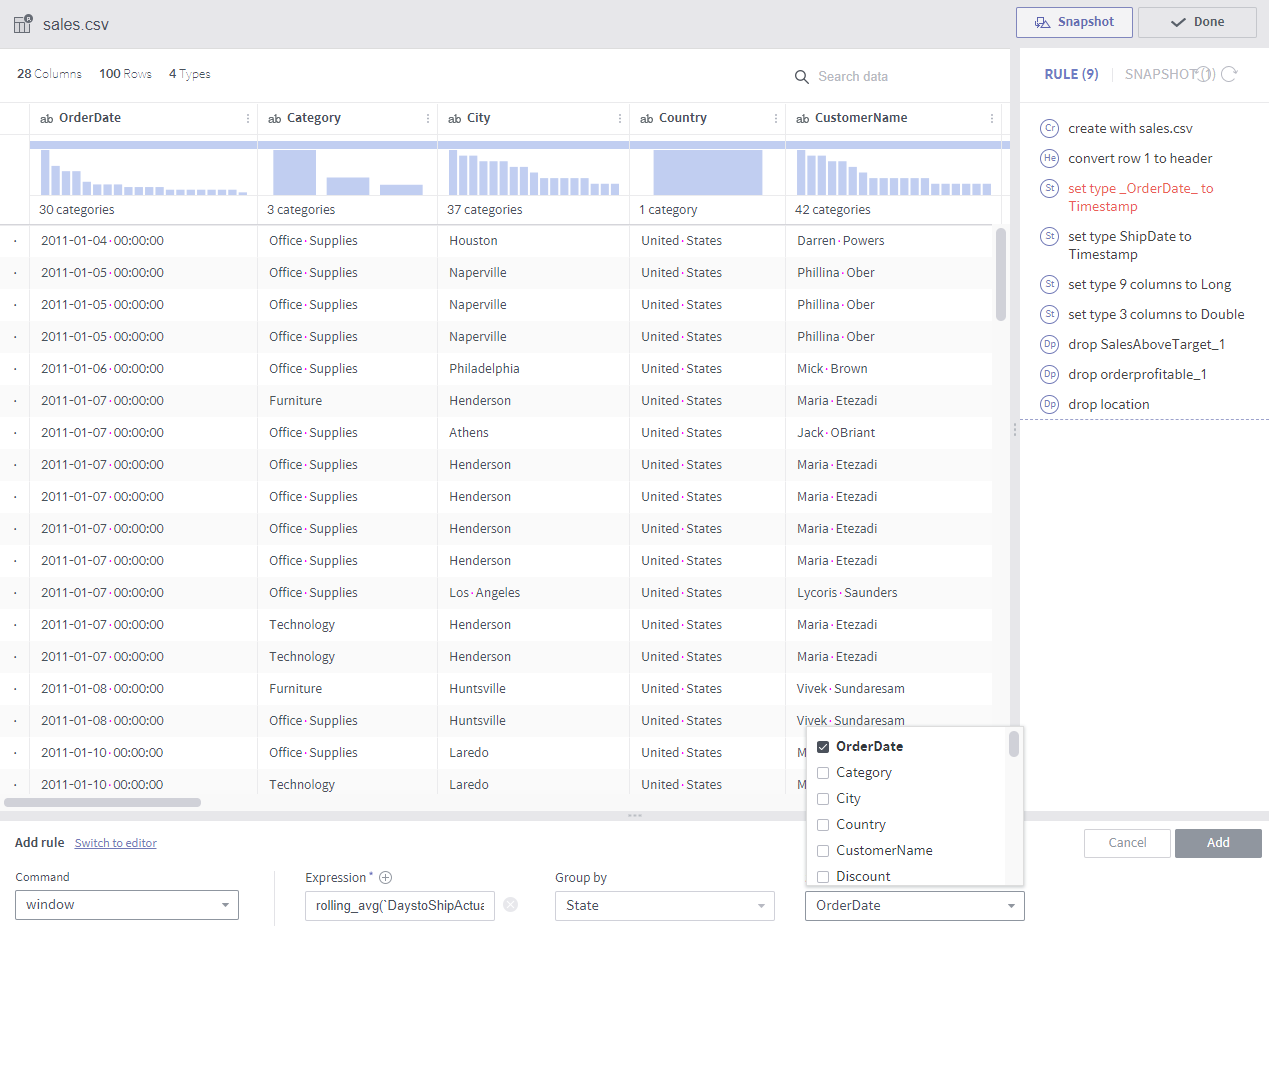 sales.csv
Snapshot
Done
28 Columns 100 Rows 4 Types
Search data
RULE (9)
SNAPSHOT (1)
ab OrderDate
ab Category
ab City
ab Country
ab CustomerName
30 categories
3 categories
37 categories
1 category
42 categories
2011-01-04·00:00:00 Office·Supplies Houston United·States Darren·Powers
2011-01-05·00:00:00 Office·Supplies Naperville United·States Phillina·Ober
2011-01-05·00:00:00 Office·Supplies Naperville United·States Phillina·Ober
2011-01-05·00:00:00 Office·Supplies Naperville United·States Phillina·Ober
2011-01-06·00:00:00 Office·Supplies Philadelphia United·States Mick·Brown
2011-01-07·00:00:00 Furniture Henderson United·States Maria·Etezadi
2011-01-07·00:00:00 Office·Supplies Athens United·States Jack·OBriant
2011-01-07·00:00:00 Office·Supplies Henderson United·States Maria·Etezadi
2011-01-07·00:00:00 Office·Supplies Henderson United·States Maria·Etezadi
2011-01-07·00:00:00 Office·Supplies Henderson United·States Maria·Etezadi
2011-01-07·00:00:00 Office·Supplies Henderson United·States Maria·Etezadi
2011-01-07·00:00:00 Office·Supplies Los·Angeles United·States Lycoris·Saunders
2011-01-07·00:00:00 Technology Henderson United·States Maria·Etezadi
2011-01-07·00:00:00 Technology Henderson United·States Maria·Etezadi
2011-01-08·00:00:00 Furniture Huntsville United·States Vivek·Sundaresam
2011-01-08·00:00:00 Office·Supplies Huntsville United·States Vivek·Sundaresam
2011-01-10·00:00:00 Office·Supplies Laredo United·States M
2011-01-10·00:00:00 Technology Laredo United·States M
Cr create with sales.csv
He convert row 1 to header
St set type _OrderDate_ to
Timestamp
St set type ShipDate to
Timestamp
St set type 9 columns to Long
St set type 3 columns to Double
Dp drop SalesAboveTarget_1
Dp drop orderprofitable_1
Dp drop location
OrderDate
Category
City
Country
CustomerName
Discount
Add rule Switch to editor
Cancel
Add
Command
window
Expression *
rolling_avg(`DaystoShipActua
Group by
State
OrderDate